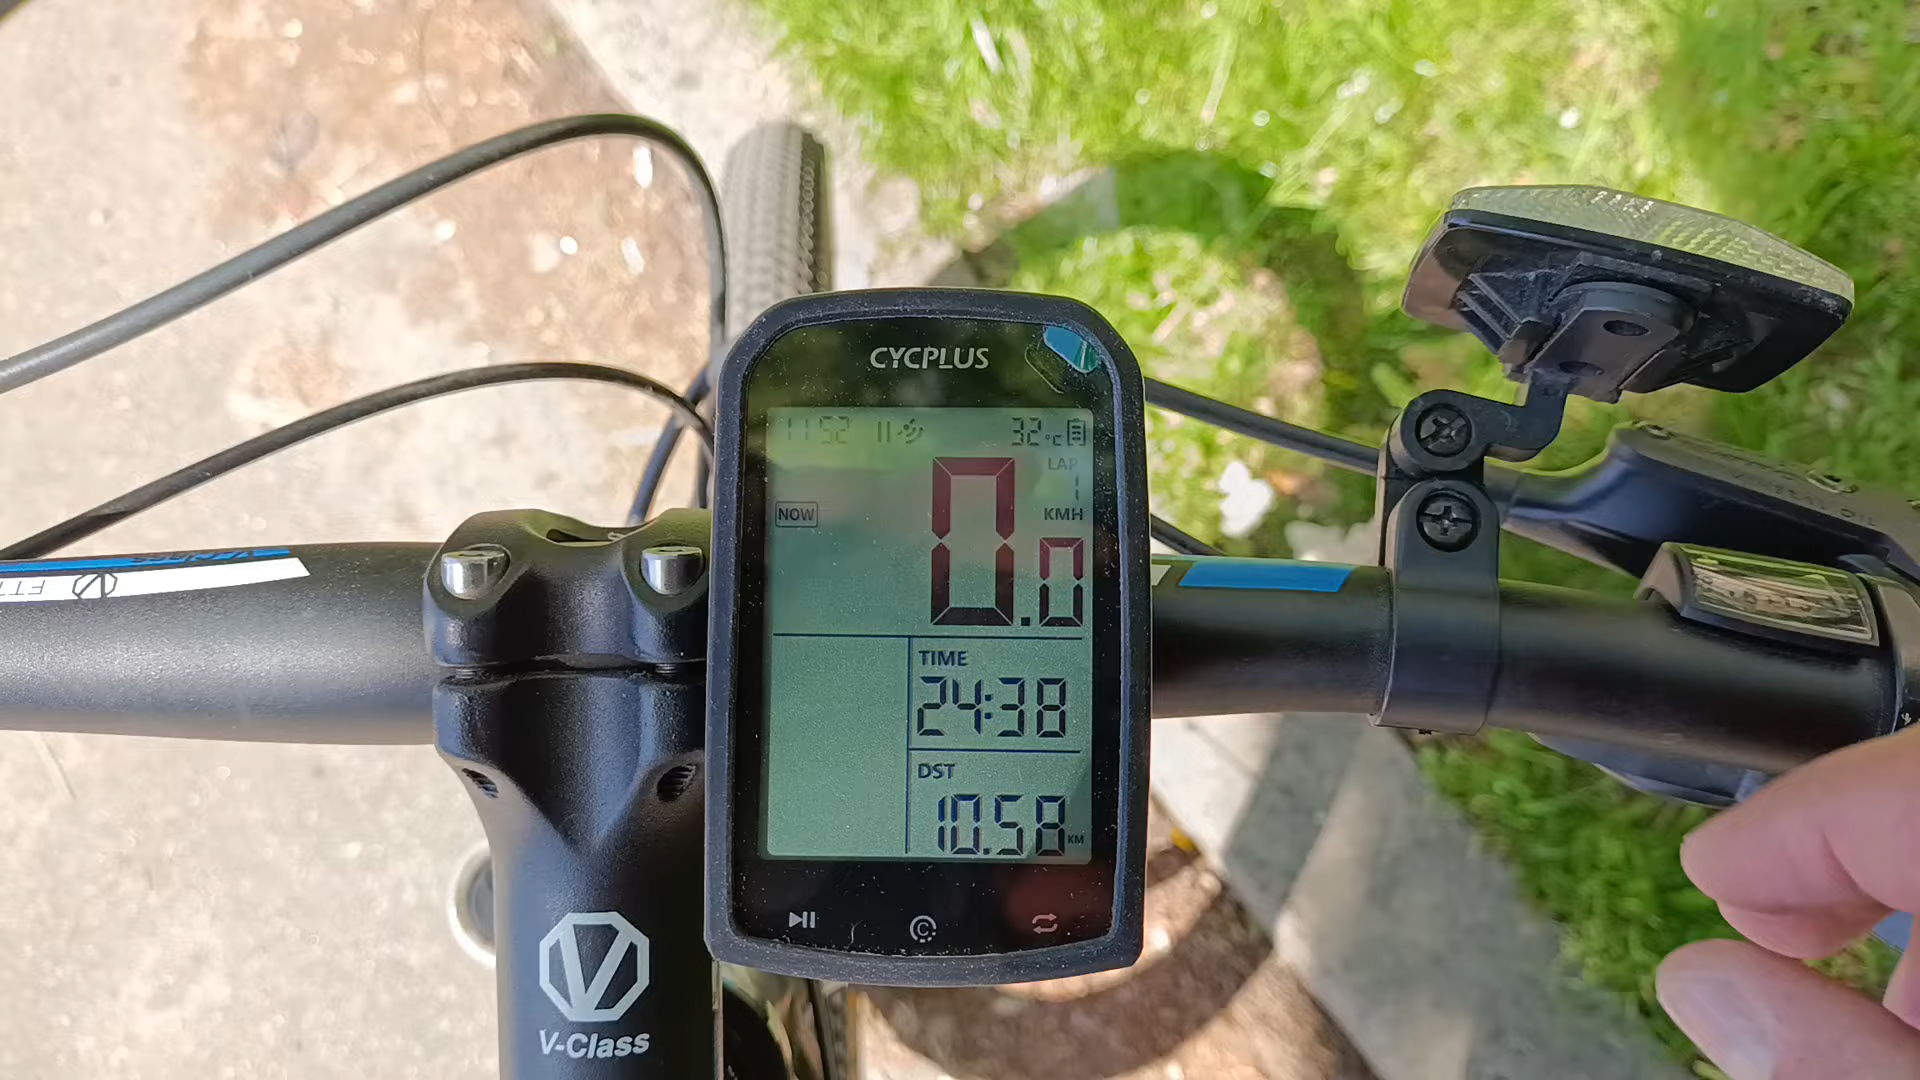 CYCPLUS
11:52 32°C
LAP
1
NOW
KMH
0.0
TIME
24:38
DST
10.58 KM
V-Class